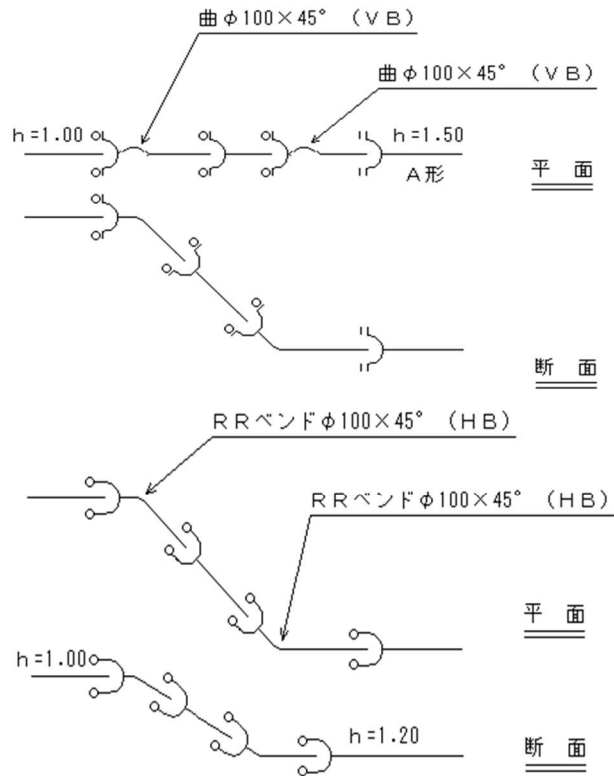 曲φ100×45° (VB)
曲φ100×45° (VB)
h=1.00
h=1.50
A形
平 面
断 面
RRベンドφ100×45° (HB)
RRベンドφ100×45° (HB)
平 面
h=1.00
h=1.20
断 面